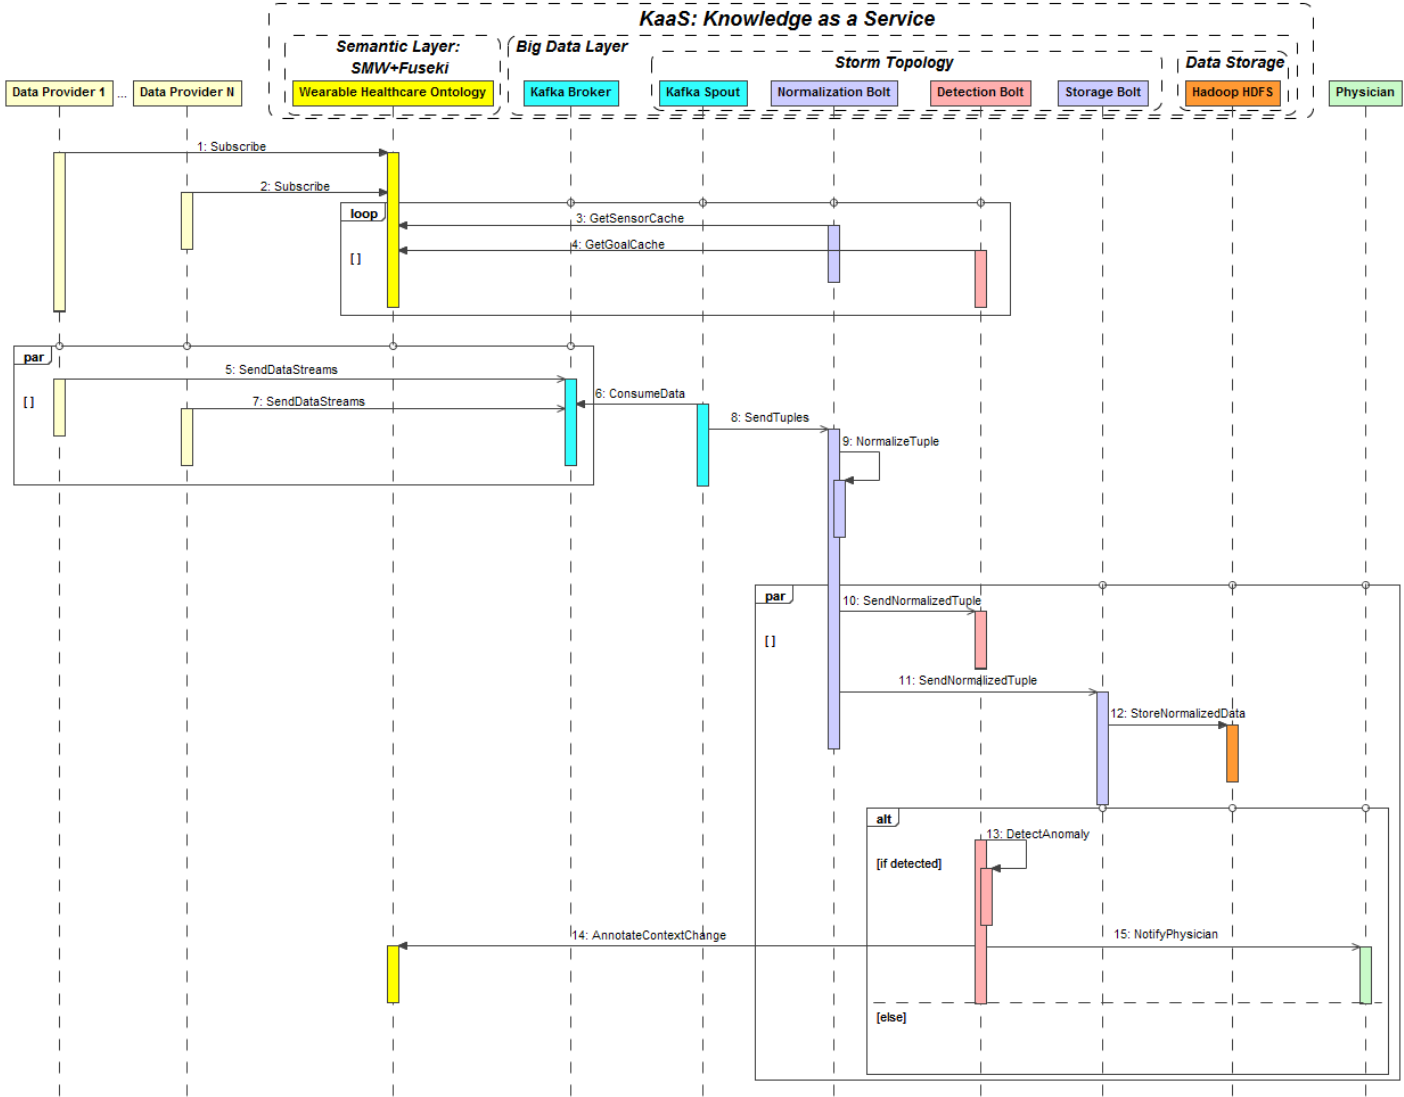 KaaS: Knowledge as a Service
Semantic Layer:
SMW+Fuseki
Big Data Layer
Storm Topology
Data Storage
Data Provider 1
...
Data Provider N
Wearable Healthcare Ontology
Kafka Broker
Kafka Spout
Normalization Bolt
Detection Bolt
Storage Bolt
Hadoop HDFS
Physician
1: Subscribe
2: Subscribe
loop
3: GetSensorCache
4: GetGoalCache
[ ]
par
5: SendDataStreams
[ ]
6: ConsumeData
7: SendDataStreams
8: SendTuples
9: NormalizeTuple
par
10: SendNormalizedTuple
[ ]
11: SendNormalizedTuple
12: StoreNormalizedData
alt
13: DetectAnomaly
[if detected]
14: AnnotateContextChange
15: NotifyPhysician
[else]